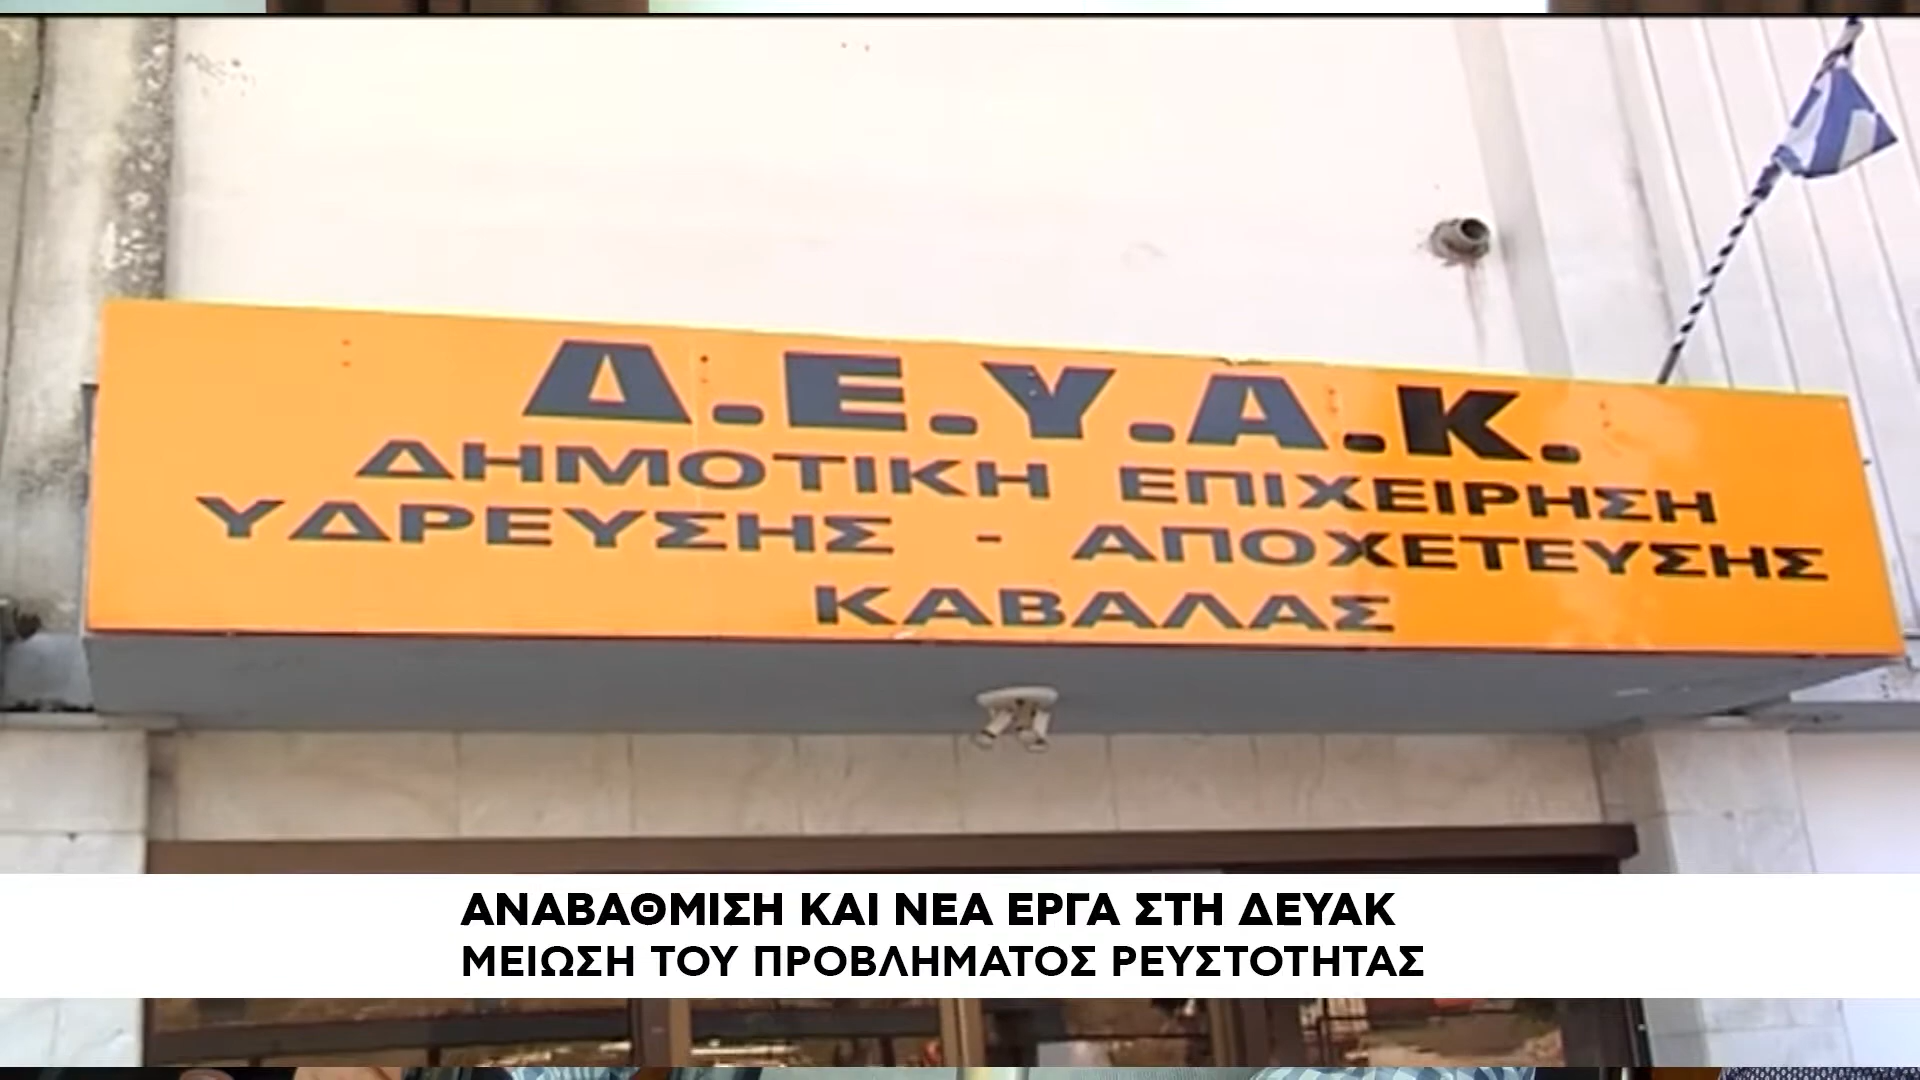 Δ.Ε.Υ.Α.Κ.
ΔΗΜΟΤΙΚΗ ΕΠΙΧΕΙΡΗΣΗ
ΥΔΡΕΥΣΗΣ - ΑΠΟΧΕΤΕΥΣΗΣ
ΚΑΒΑΛΑΣ
ΑΝΑΒΑΘΜΙΣΗ ΚΑΙ ΝΕΑ ΕΡΓΑ ΣΤΗ ΔΕΥΑΚ
ΜΕΙΩΣΗ ΤΟΥ ΠΡΟΒΛΗΜΑΤΟΣ ΡΕΥΣΤΟΤΗΤΑΣ